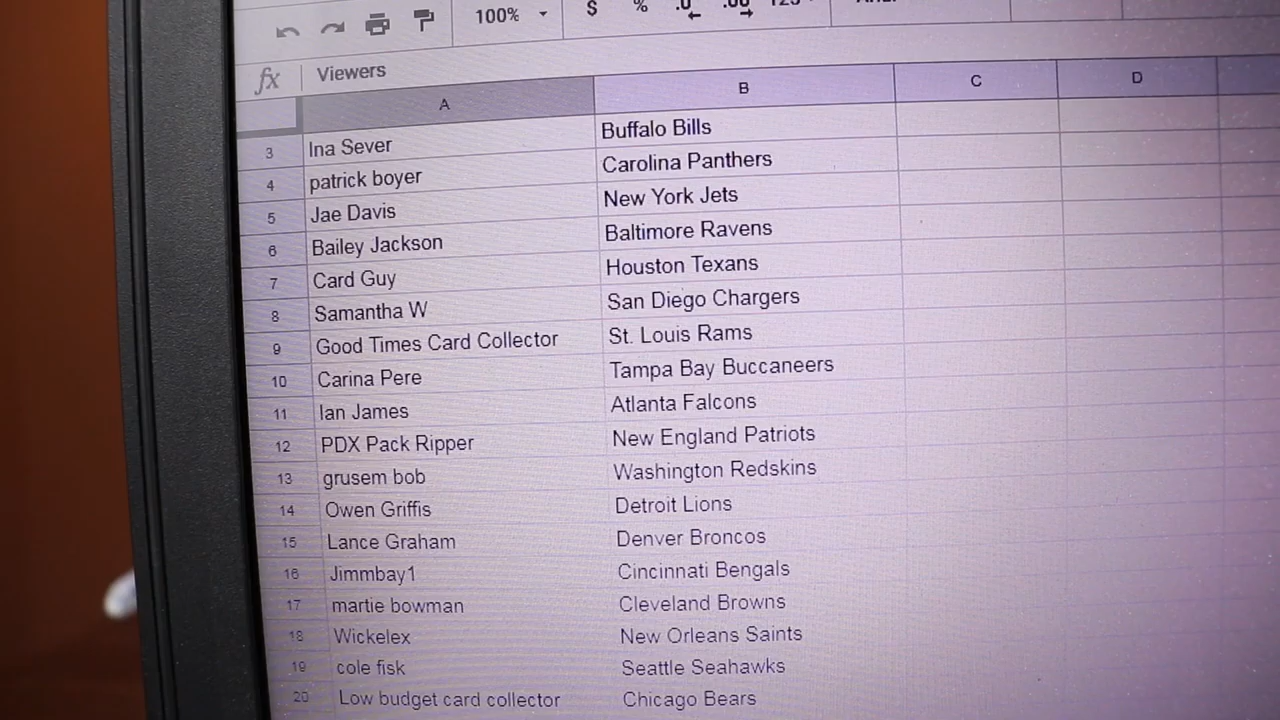 100% $ % .0 .00 123
fx Viewers
A B C D
3 Ina Sever Buffalo Bills
4 patrick boyer Carolina Panthers
5 Jae Davis New York Jets
6 Bailey Jackson Baltimore Ravens
7 Card Guy Houston Texans
8 Samantha W San Diego Chargers
9 Good Times Card Collector St. Louis Rams
10 Carina Pere Tampa Bay Buccaneers
11 Ian James Atlanta Falcons
12 PDX Pack Ripper New England Patriots
13 grusem bob Washington Redskins
14 Owen Griffis Detroit Lions
15 Lance Graham Denver Broncos
16 Jimmbay1 Cincinnati Bengals
17 martie bowman Cleveland Browns
18 Wickelex New Orleans Saints
19 cole fisk Seattle Seahawks
20 Low budget card collector Chicago Bears